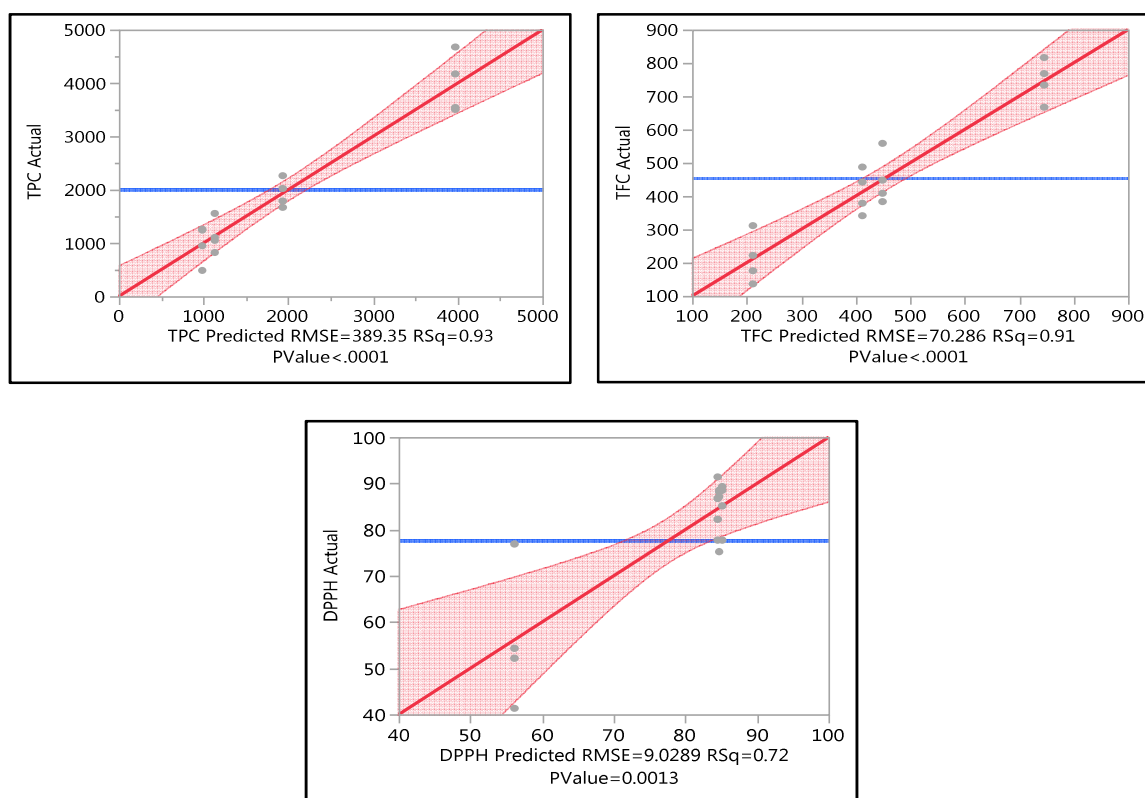 5000
4000
3000
2000
1000
0
TPC Actual
0 1000 2000 3000 4000 5000
TPC Predicted RMSE=389.35 RSq=0.93
PValue<.0001
900
800
700
600
500
400
300
200
100
TFC Actual
100 200 300 400 500 600 700 800 900
TFC Predicted RMSE=70.286 RSq=0.91
PValue<.0001
100
90
80
70
60
50
40
DPPH Actual
40 50 60 70 80 90 100
DPPH Predicted RMSE=9.0289 RSq=0.72
PValue=0.0013